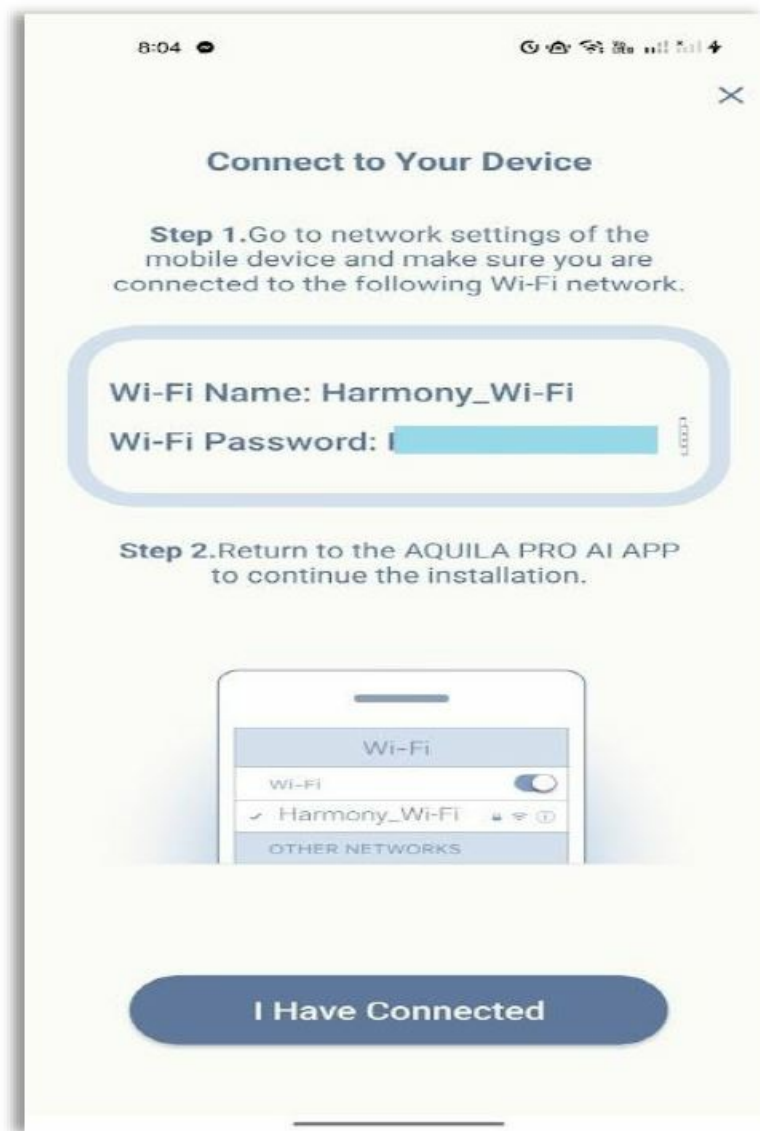 8:04
Connect to Your Device
Step 1.Go to network settings of the
mobile device and make sure you are
connected to the following Wi-Fi network.
Wi-Fi Name: Harmony_Wi-Fi
Wi-Fi Password:
Step 2.Return to the AQUILA PRO AI APP
to continue the installation.
Wi-Fi
Wi-Fi
Harmony_Wi-Fi
OTHER NETWORKS
I Have Connected